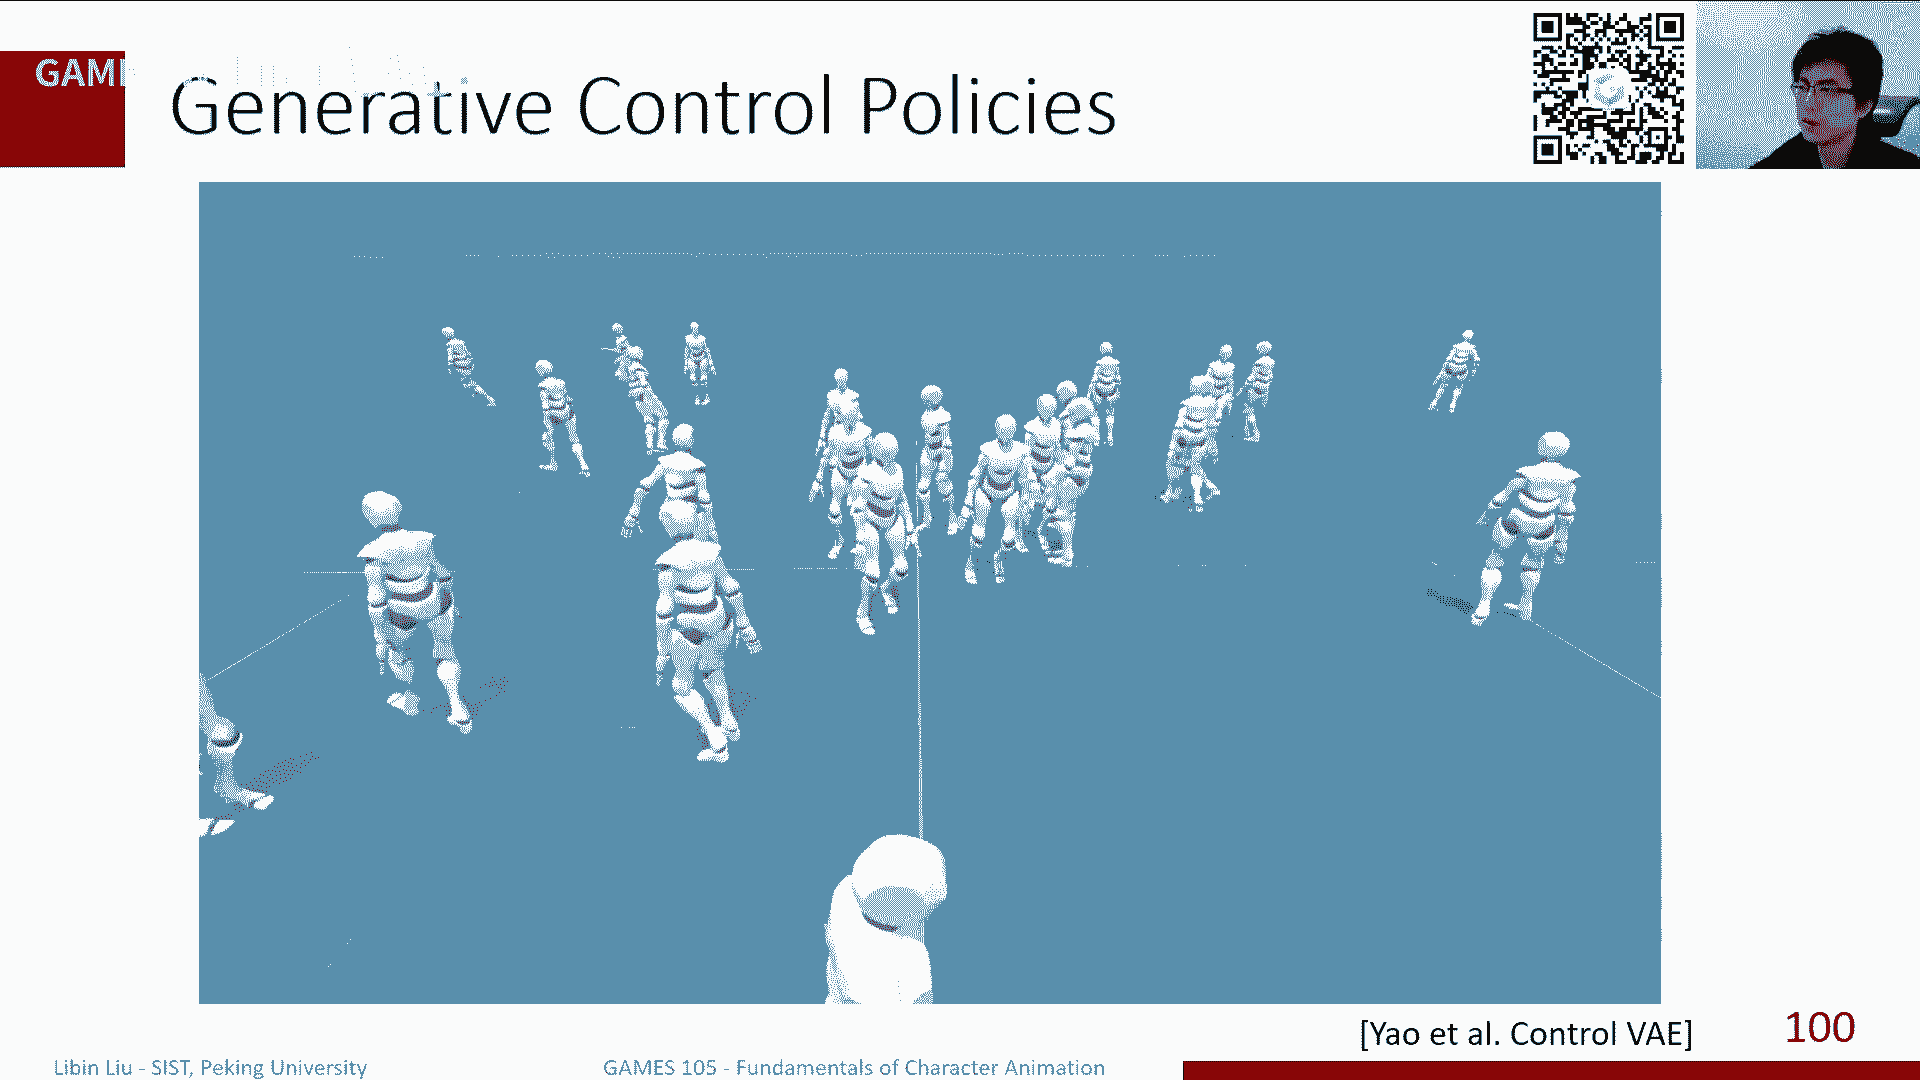 GAM
Generative Control Policies
[Yao et al. Control VAE]
100
Libin Liu - SIST, Peking University
GAMES 105 - Fundamentals of Character Animation